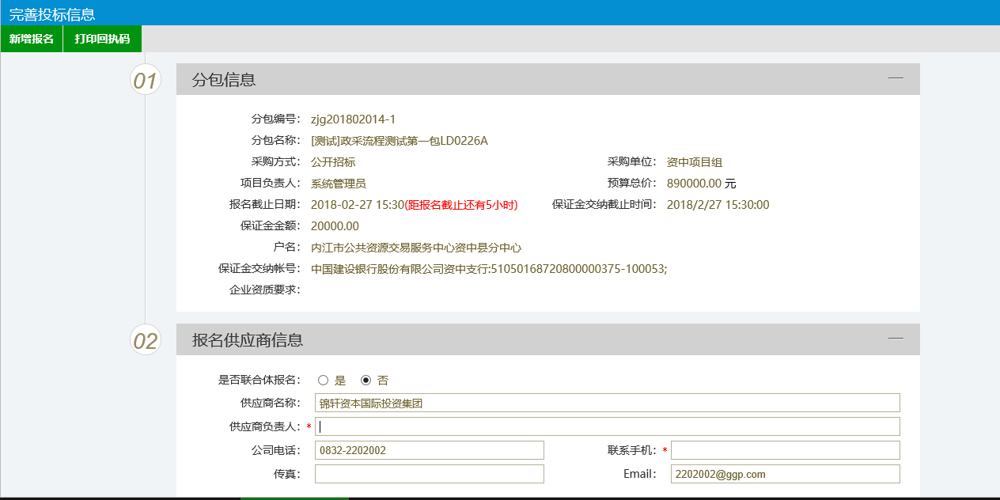 完善投标信息
新增报名 打印回执码
01 分包信息
分包编号： zjg201802014-1
分包名称： [测试]政采流程测试第一包LD0226A
采购方式： 公开招标 采购单位： 资中项目组
项目负责人： 系统管理员 预算总价： 890000.00 元
报名截止日期： 2018-02-27 15:30(距报名截止还有5小时) 保证金交纳截止时间： 2018/2/27 15:30:00
保证金金额： 20000.00
户名： 内江市公共资源交易服务中心资中县分中心
保证金交纳帐号： 中国建设银行股份有限公司资中支行:51050168720800000375-100053;
企业资质要求：
02 报名供应商信息
是否联合体报名： 是 否
供应商名称： 锦轩资本国际投资集团
供应商负责人： *
公司电话： 0832-2202002 联系手机： *
传真： Email： 2202002@ggp.com